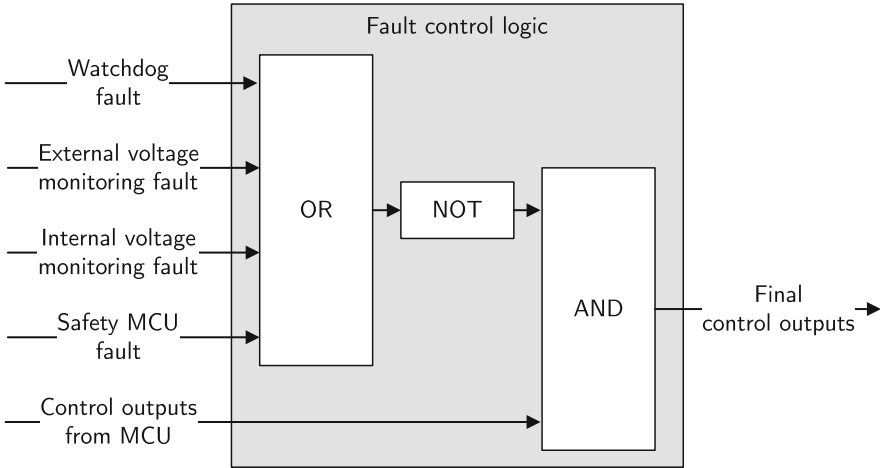 Fault control logic
Watchdog
fault
External voltage
monitoring fault
Internal voltage
monitoring fault
Safety MCU
fault
Control outputs
from MCU
OR
NOT
AND
Final
control outputs